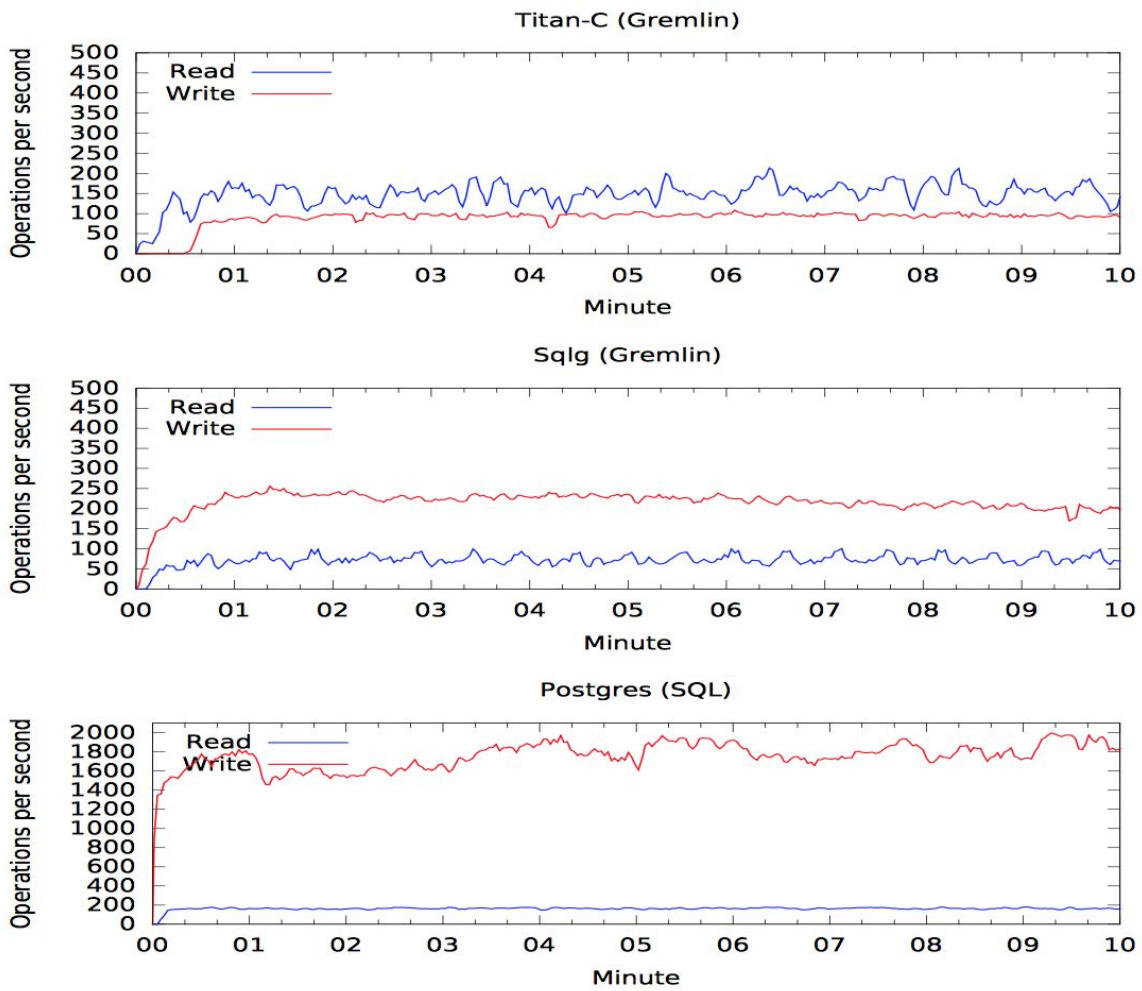 Titan-C (Gremlin)
Operations per second
500
450
400
350
300
250
200
150
100
50
0
Read
Write
00 01 02 03 04 05 06 07 08 09 10
Minute
Sqlg (Gremlin)
Operations per second
500
450
400
350
300
250
200
150
100
50
0
Read
Write
00 01 02 03 04 05 06 07 08 09 10
Minute
Postgres (SQL)
Operations per second
2000
1800
1600
1400
1200
1000
800
600
400
200
0
Read
Write
00 01 02 03 04 05 06 07 08 09 10
Minute